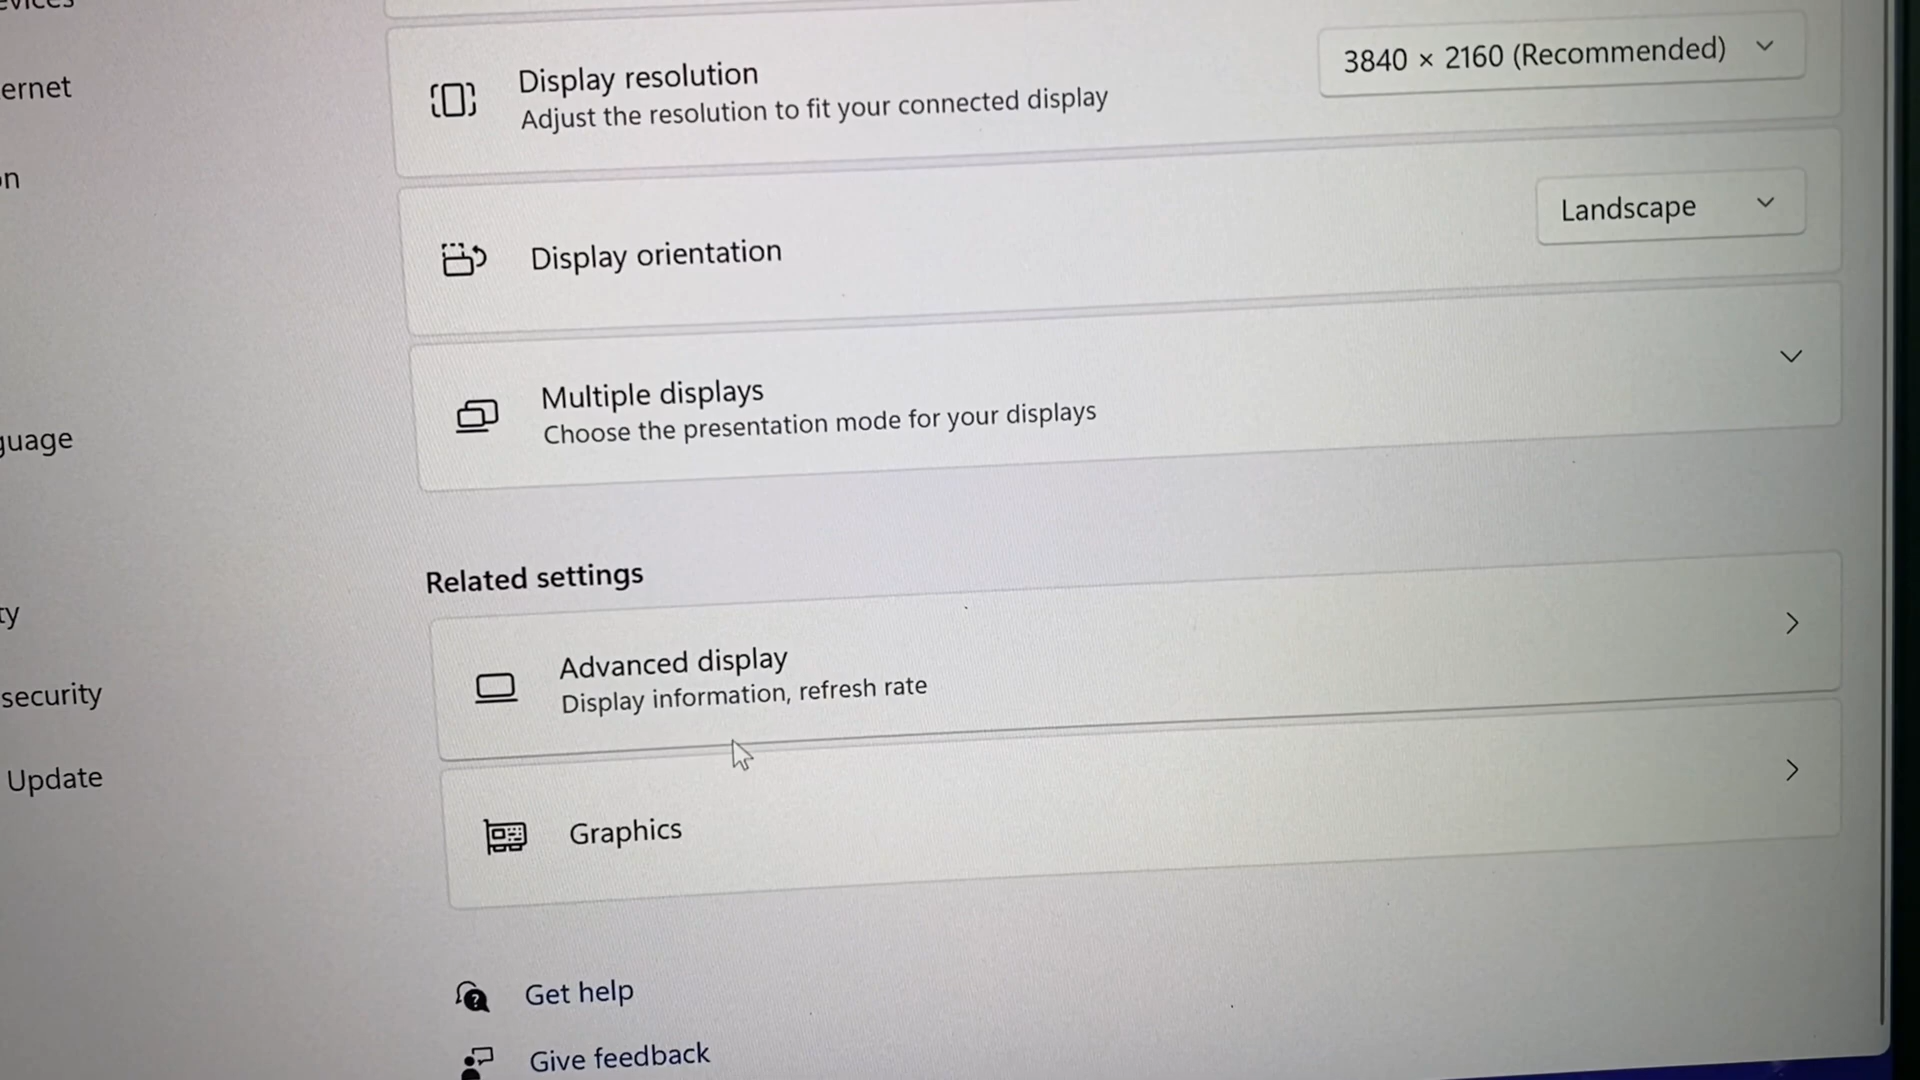 ernet
Display resolution
Adjust the resolution to fit your connected display
3840 × 2160 (Recommended)
Display orientation
Landscape
Multiple displays
Choose the presentation mode for your displays
guage
Related settings
ty
Advanced display
Display information, refresh rate
security
Update
Graphics
Get help
Give feedback